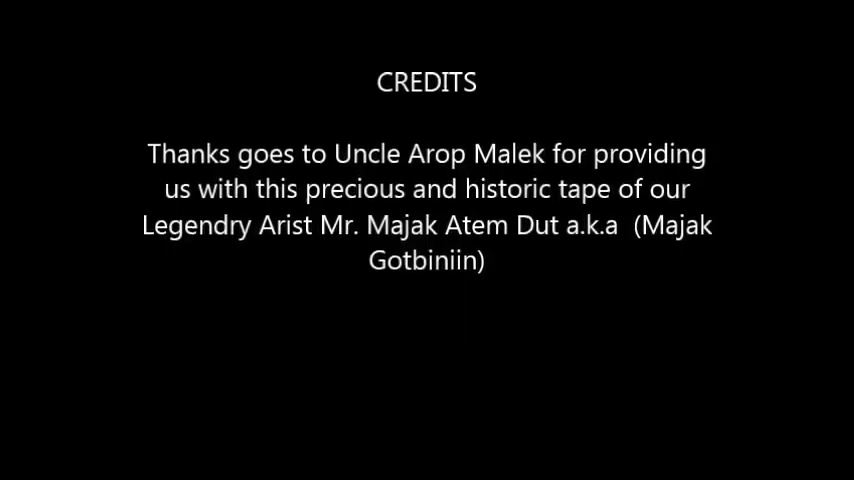 CREDITS
Thanks goes to Uncle Arop Malek for providing
us with this precious and historic tape of our
Legendry Arist Mr. Majak Atem Dut a.k.a  (Majak
Gotbiniin)